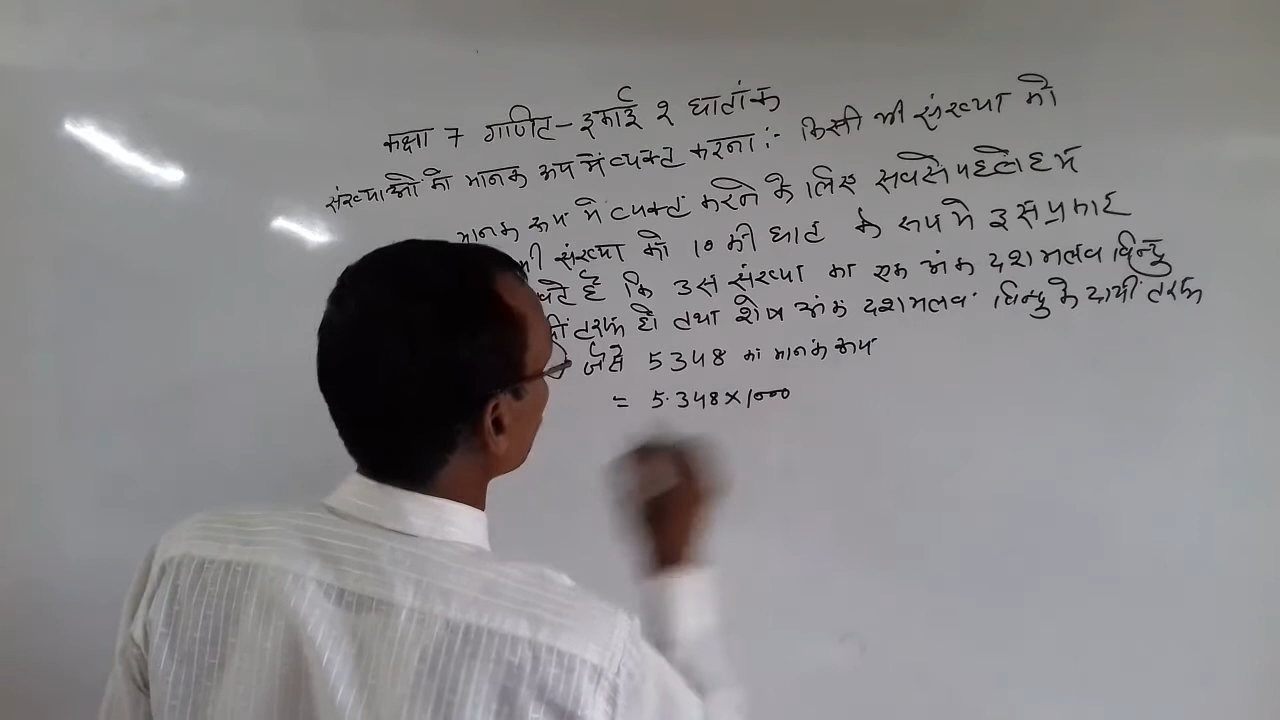 कक्षा 7 गणित - इकाई 2 घातांक
संख्याओं को मानक रूप में व्यक्त करना :- किसी भी संख्या को
मानक रूप में व्यक्त करने के लिए सबसे पहले हम
संख्या को 10 की घात के रूप में इस प्रकार
है कि उस संख्या का एक अंक दशमलव बिन्दु
तरफ हो तथा शेष अंक दशमलव बिन्दु के दायीं तरफ
जैसे 5348 का मानक रूप
= 5.348×1000